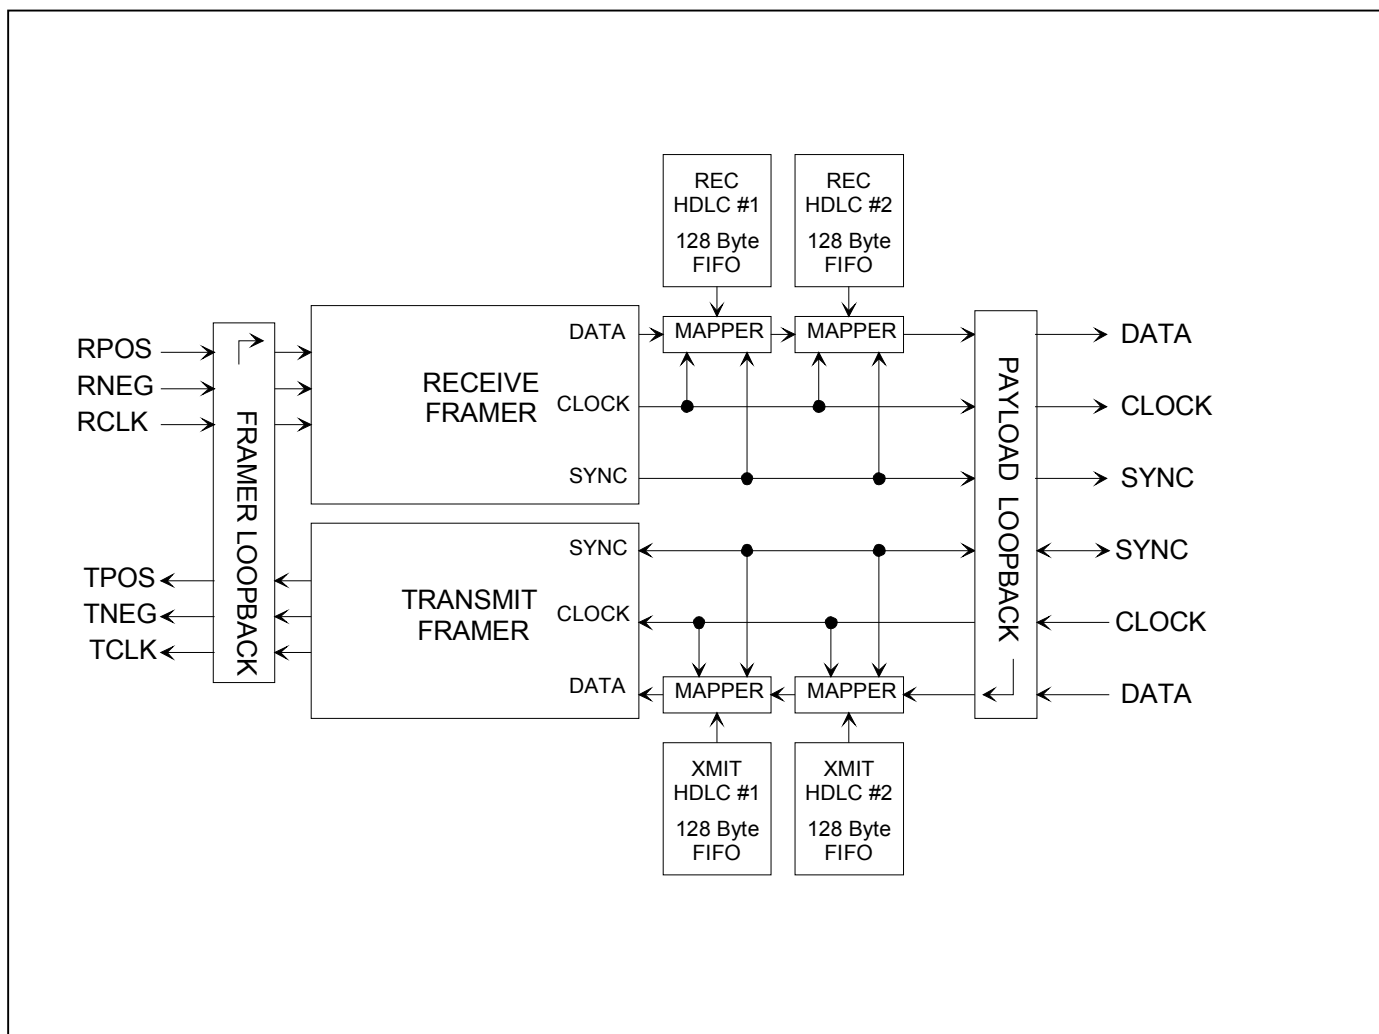 REC
HDLC #1
128 Byte
FIFO
REC
HDLC #2
128 Byte
FIFO
RPOS
RNEG
RCLK
TPOS
TNEG
TCLK
FRAMER LOOPBACK
RECEIVE
FRAMER
DATA
CLOCK
SYNC
MAPPER
MAPPER
TRANSMIT
FRAMER
SYNC
CLOCK
DATA
MAPPER
MAPPER
PAYLOAD LOOPBACK
DATA
CLOCK
SYNC
SYNC
CLOCK
DATA
XMIT
HDLC #1
128 Byte
FIFO
XMIT
HDLC #2
128 Byte
FIFO